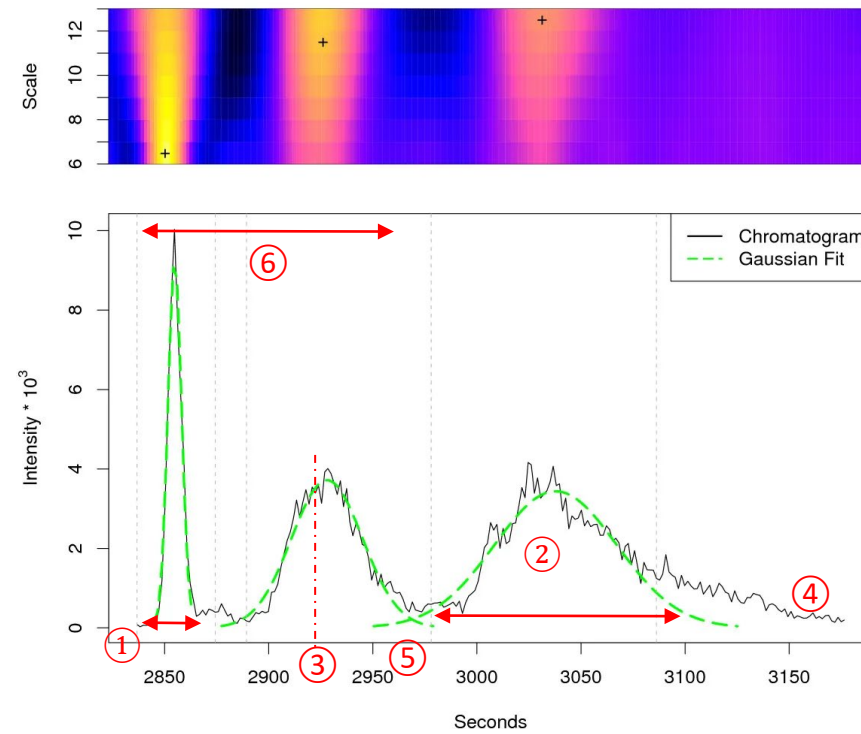 Scale
12
10
8
6
Chromatogram
Gaussian Fit
Intensity * 10³
10
8
6
4
2
0
⑥
②
④
①
③
⑤
2850 2900 2950 3000 3050 3100 3150
Seconds